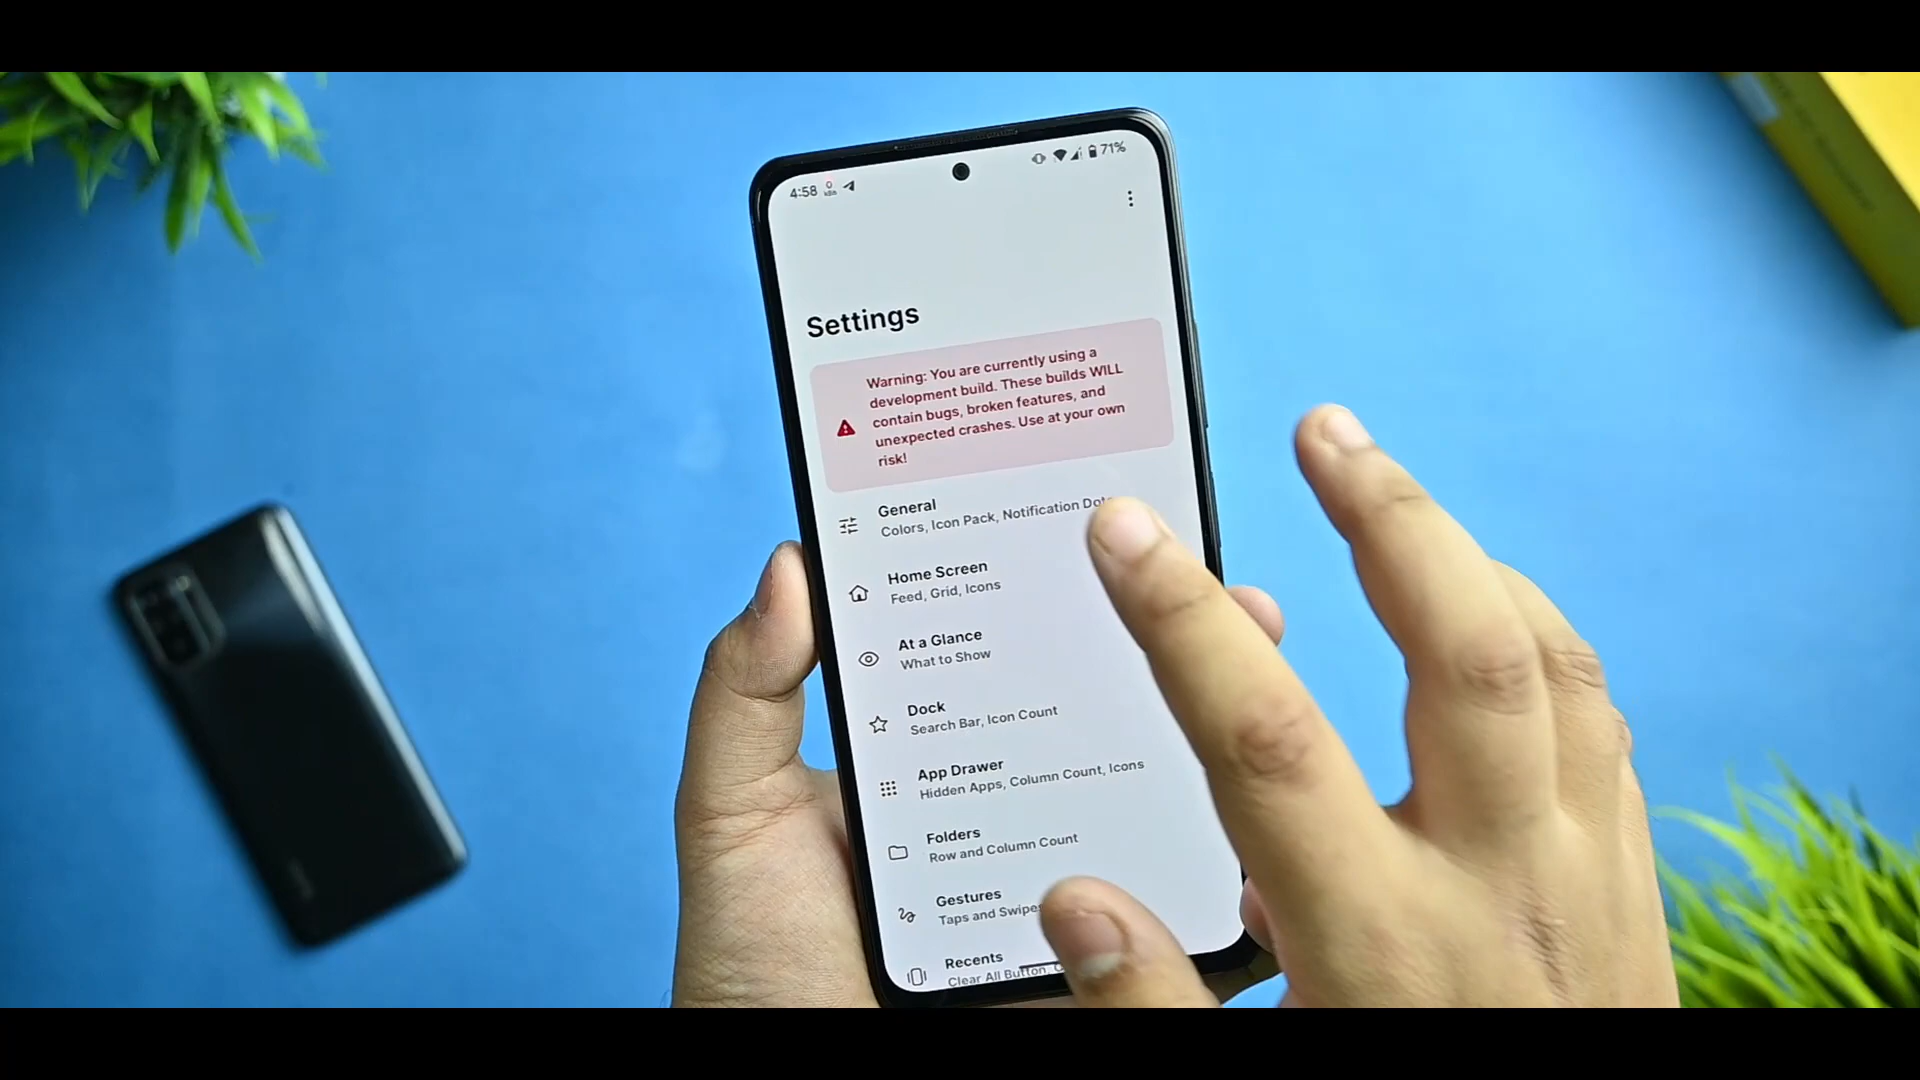 4:58
0
71%
Settings
Warning: You are currently using a
development build. These builds WILL
contain bugs, broken features, and
unexpected crashes. Use at your own
risk!
General
Colors, Icon Pack, Notification Dots
Home Screen
Feed, Grid, Icons
At a Glance
What to Show
Dock
Search Bar, Icon Count
App Drawer
Hidden Apps, Column Count, Icons
Folders
Row and Column Count
Gestures
Taps and Swipes
Recents
Clear All Button,